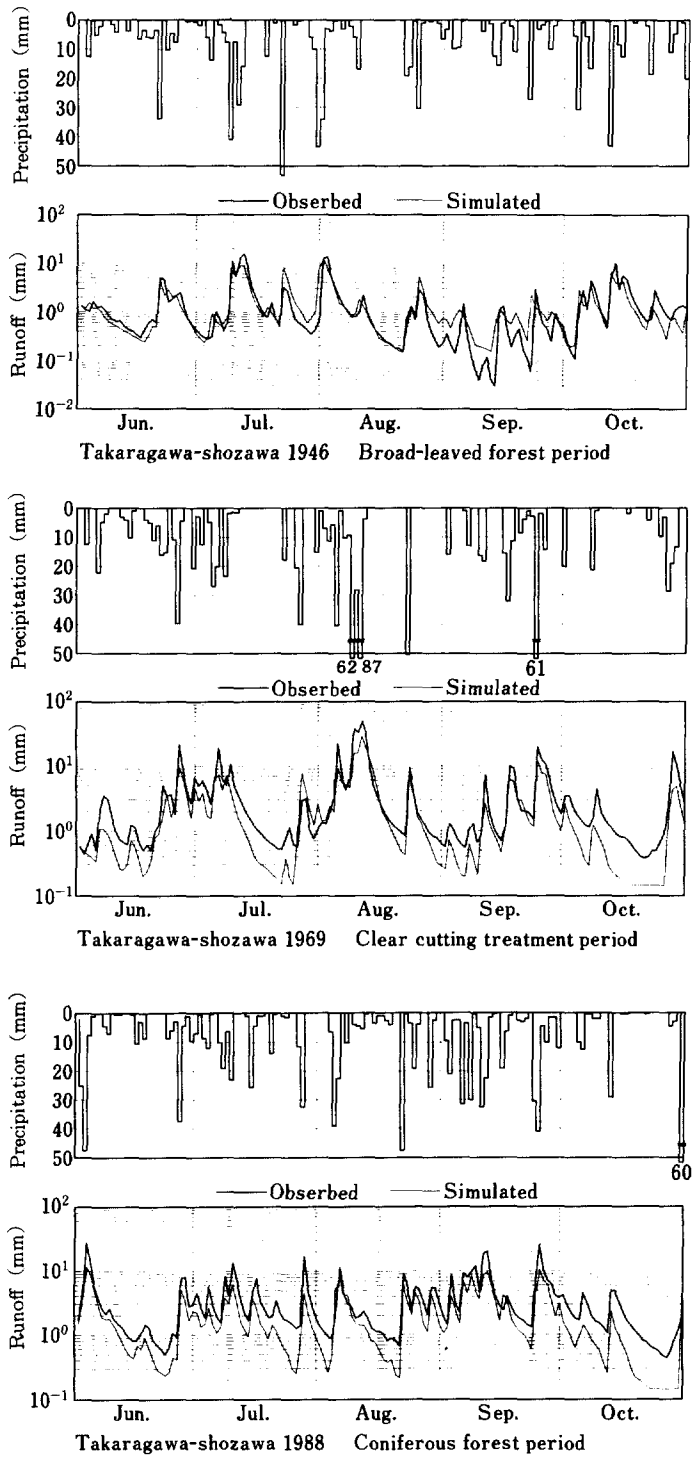 Precipitation (mm)
0
10
20
30
40
50
Obserbed Simulated
Runoff (mm)
10²
10¹
10⁰
10⁻¹
10⁻²
Jun. Jul. Aug. Sep. Oct.
Takaragawa-shozawa 1946 Broad-leaved forest period
Precipitation (mm)
0
10
20
30
40
50
62 87 61
Obserbed Simulated
Runoff (mm)
10²
10¹
10⁰
10⁻¹
Jun. Jul. Aug. Sep. Oct.
Takaragawa-shozawa 1969 Clear cutting treatment period
Precipitation (mm)
0
10
20
30
40
50
60
Obserbed Simulated
Runoff (mm)
10²
10¹
10⁰
10⁻¹
Jun. Jul. Aug. Sep. Oct.
Takaragawa-shozawa 1988 Coniferous forest period